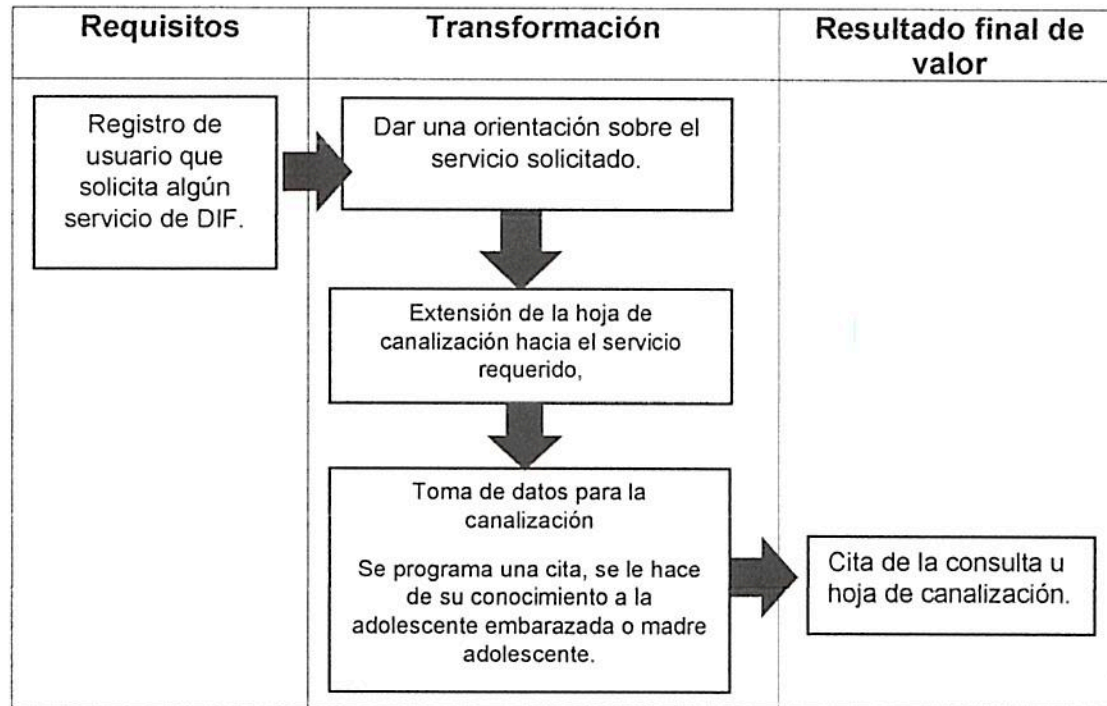 Requisitos
Transformación
Resultado final de
valor
Registro de
usuario que
solicita algún
servicio de DIF.
Dar una orientación sobre el
servicio solicitado.
Extensión de la hoja de
canalización hacia el servicio
requerido,
Toma de datos para la
canalización
Se programa una cita, se le hace
de su conocimiento a la
adolescente embarazada o madre
adolescente.
Cita de la consulta u
hoja de canalización.